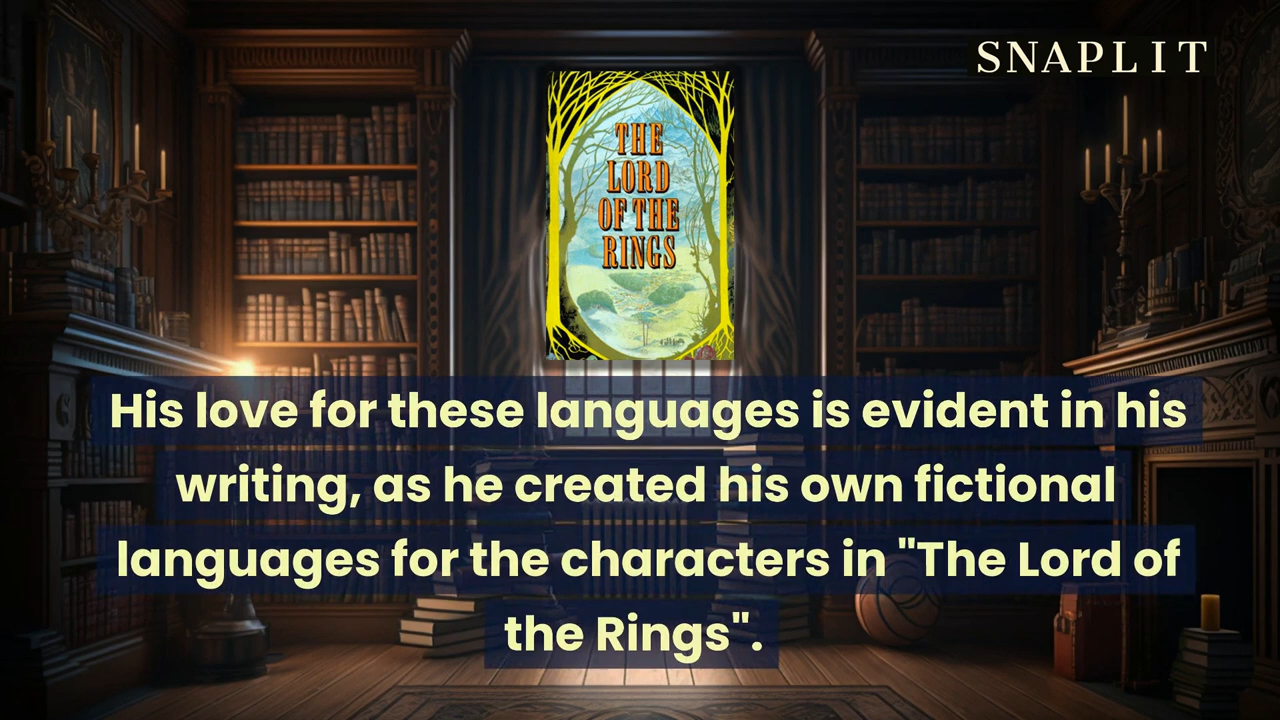 SNAPLIT
THE
LORD
OF THE
RINGS
His love for these languages is evident in his
writing, as he created his own fictional
languages for the characters in "The Lord of
the Rings".